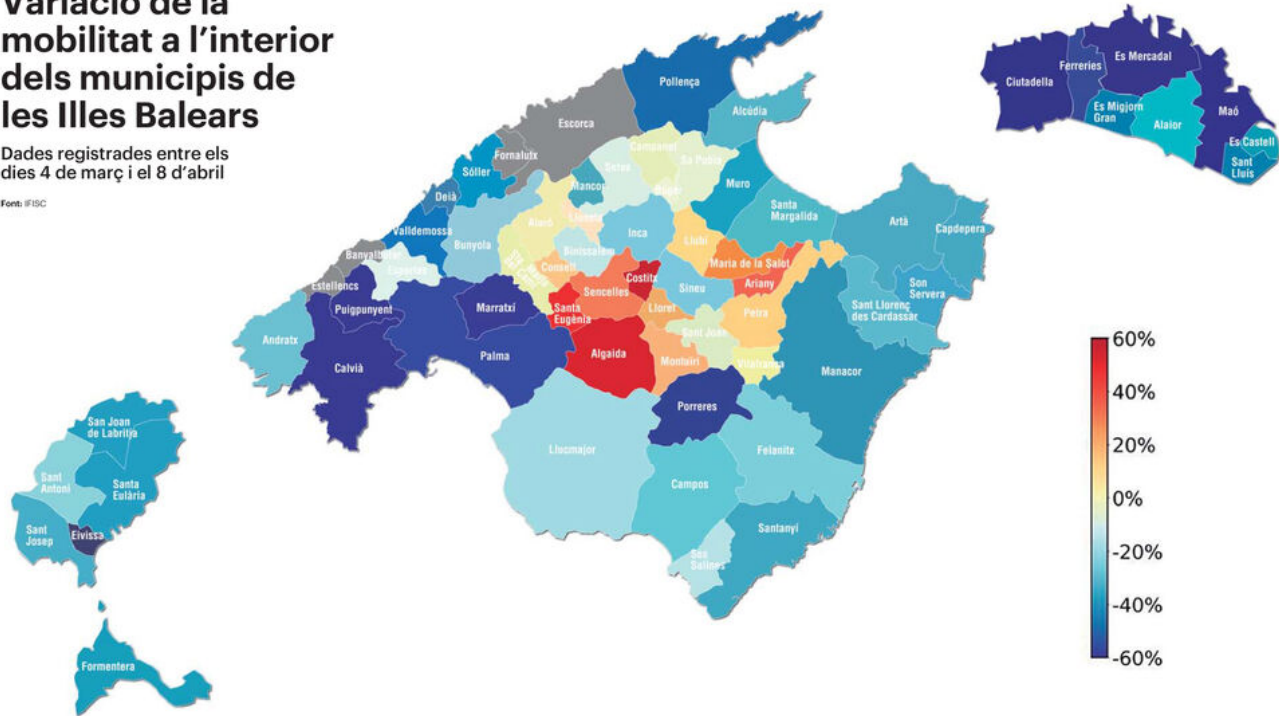 Variació de la
mobilitat a l'interior
dels municipis de
les Illes Balears
Dades registrades entre els
dies 4 de març i el 8 d'abril
Font: IFISC
Pollença
Alcúdia
Escorca
Fornalutx
Sóller
Deià
Valldemossa
Bunyola
Banyalbufar
Esporles
Estellencs
Puigpunyent
Andratx
Calvià
Palma
Marratxí
Campanet
Sa Pobla
Selva
Mancor
Búger
Muro
Santa
Margalida
Artà
Capdepera
Son
Servera
Sant Llorenç
des Cardassar
Alaró
Lloseta
Inca
Binissalem
Consell
Llubí
Maria de la Salut
Ariany
Costitx
Sencelles
Sineu
Santa
Eugènia
Lloret
Petra
Sant Joan
Algaida
Montuïri
Vilafranca
Manacor
Porreres
Llucmajor
Felanitx
Campos
Santanyí
Ses
Salines
Ciutadella
Ferreries
Es Mercadal
Es Migjorn
Gran
Alaior
Maó
Es Castell
Sant
Lluís
San Joan
de Labritja
Sant
Antoni
Santa
Eulària
Sant
Josep
Eivissa
Formentera
60%
40%
20%
0%
-20%
-40%
-60%